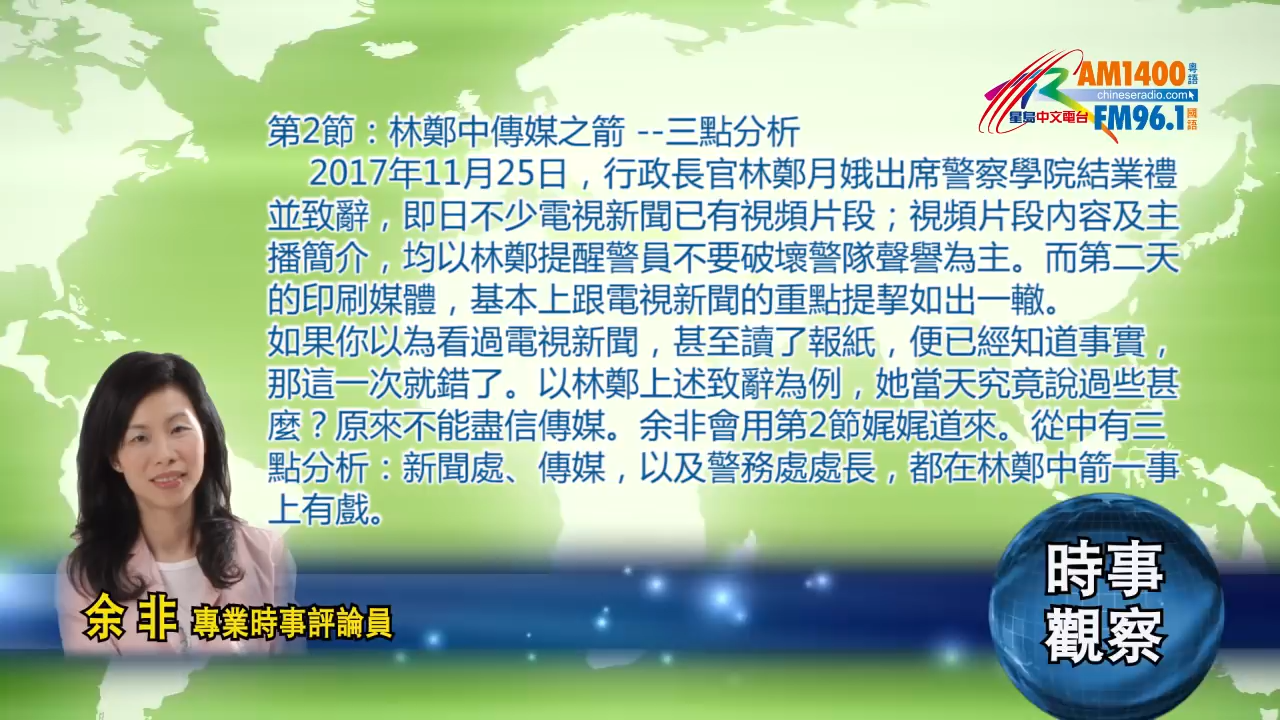 AM1400 粵語
chineseradio.com
星島中文電台 FM96.1 國語
第2節：林鄭中傳媒之箭 --三點分析
2017年11月25日，行政長官林鄭月娥出席警察學院結業禮
並致辭，即日不少電視新聞已有視頻片段；視頻片段內容及主
播簡介，均以林鄭提醒警員不要破壞警隊聲譽為主。而第二天
的印刷媒體，基本上跟電視新聞的重點提挈如出一轍。
如果你以為看過電視新聞，甚至讀了報紙，便已經知道事實，
那這一次就錯了。以林鄭上述致辭為例，她當天究竟說過些甚
麼？原來不能盡信傳媒。余非會用第2節娓娓道來。從中有三
點分析：新聞處、傳媒，以及警務處處長，都在林鄭中箭一事
上有戲。
余非 專業時事評論員
時事
觀察